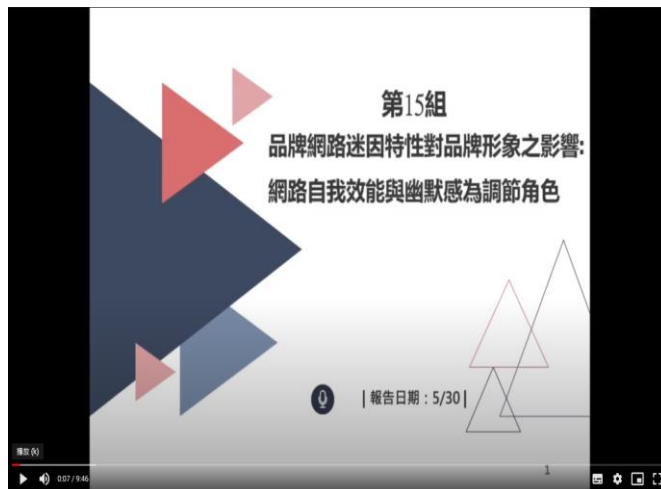 第15組
品牌網路迷因特性對品牌形象之影響:
網路自我效能與幽默感為調節角色
|報告日期：5/30|
1
播放 (k)
0:07 / 9:46